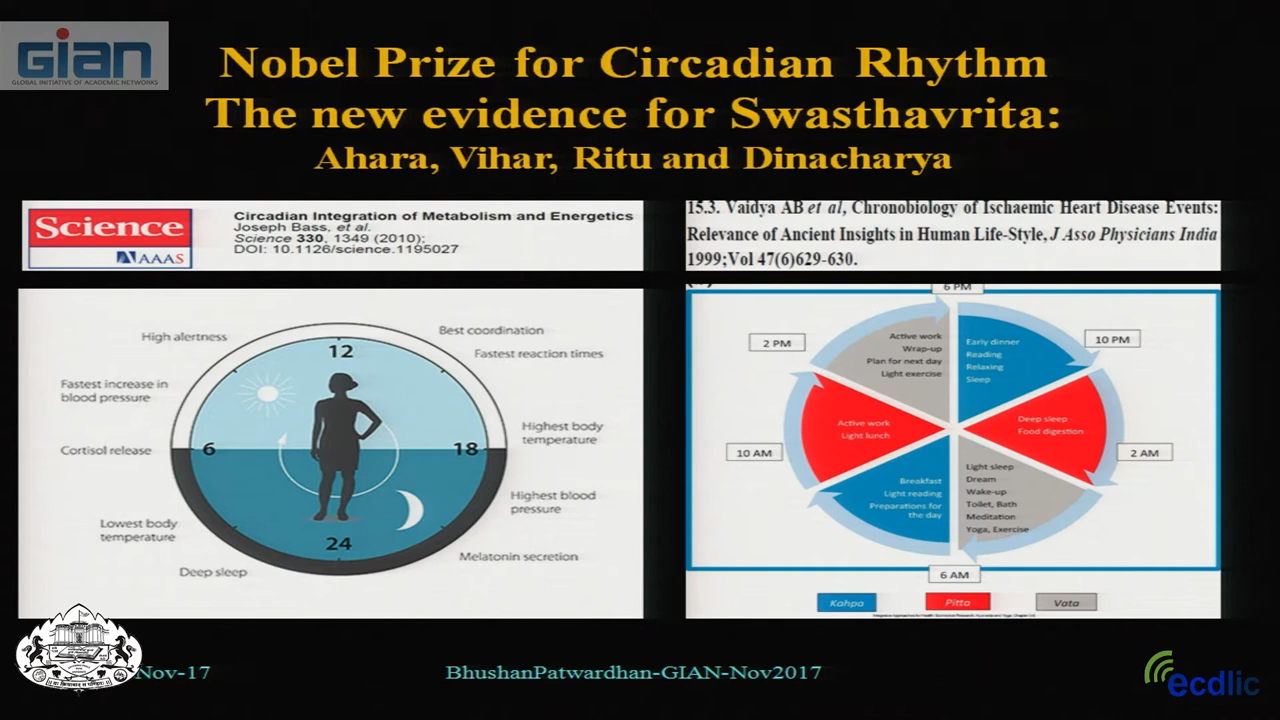 GIAN
GLOBAL INITIATIVE OF ACADEMIC NETWORKS
Nobel Prize for Circadian Rhythm
The new evidence for Swasthavrita:
Ahara, Vihar, Ritu and Dinacharya
Science
AAAS
Circadian Integration of Metabolism and Energetics
Joseph Bass, et al.
Science 330, 1349 (2010);
DOI: 10.1126/science.1195027
15.3. Vaidya AB et al, Chronobiology of Ischaemic Heart Disease Events:
Relevance of Ancient Insights in Human Life-Style, J Asso Physicians India
1999;Vol 47(6)629-630.
High alertness
Best coordination
Fastest reaction times
Fastest increase in
blood pressure
Highest body
temperature
Cortisol release
Highest blood
pressure
Lowest body
temperature
Melatonin secretion
Deep sleep
12
6
18
24
6 PM
2 PM
10 PM
Active work
Wrap-up
Plan for next day
Light exercise
Early dinner
Reading
Relaxing
Sleep
Active work
Light lunch
Deep sleep
Food digestion
10 AM
2 AM
Breakfast
Light reading
Preparations for
the day
Light sleep
Dream
Wake-up
Toilet, Bath
Meditation
Yoga, Exercise
6 AM
Kahpa
Pitta
Vata
Nov-17
BhushanPatwardhan-GIAN-Nov2017
ecdlic